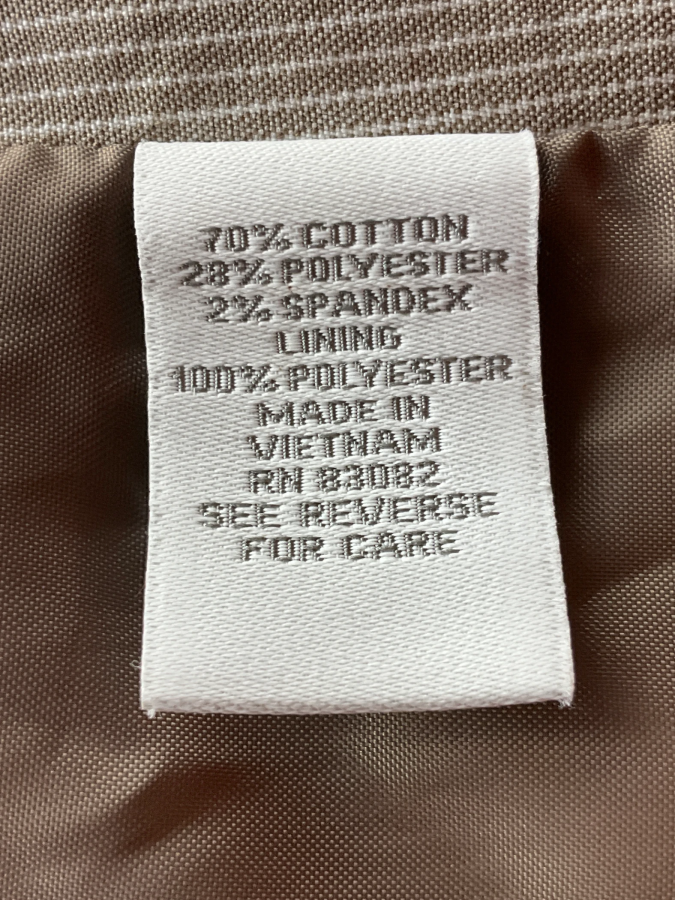 70% COTTON
28% POLYESTER
2% SPANDEX
LINING
100% POLYESTER
MADE IN
VIETNAM
RN 83082
SEE REVERSE
FOR CARE